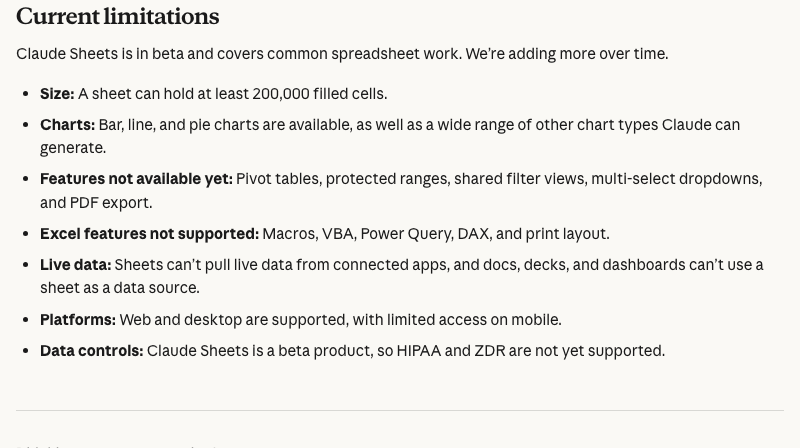 Current limitations
Claude Sheets is in beta and covers common spreadsheet work. We're adding more over time.
• Size: A sheet can hold at least 200,000 filled cells.
• Charts: Bar, line, and pie charts are available, as well as a wide range of other chart types Claude can
generate.
• Features not available yet: Pivot tables, protected ranges, shared filter views, multi-select dropdowns,
and PDF export.
• Excel features not supported: Macros, VBA, Power Query, DAX, and print layout.
• Live data: Sheets can't pull live data from connected apps, and docs, decks, and dashboards can't use a
sheet as a data source.
• Platforms: Web and desktop are supported, with limited access on mobile.
• Data controls: Claude Sheets is a beta product, so HIPAA and ZDR are not yet supported.